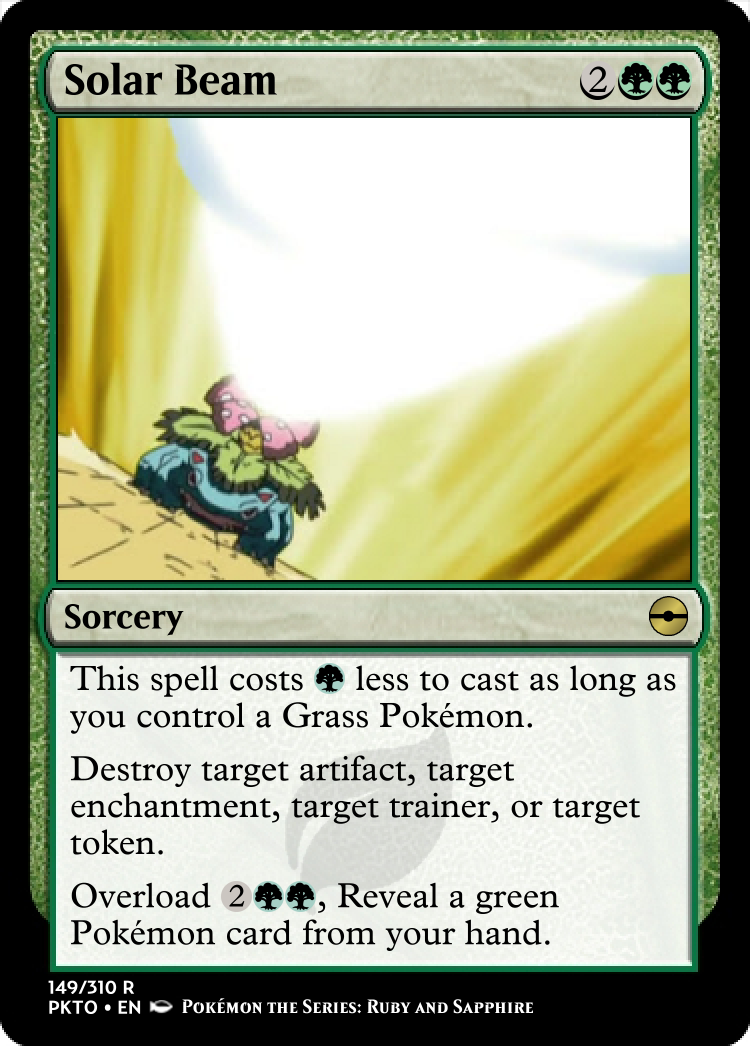 Solar Beam 2
Sorcery
This spell costs less to cast as long as
you control a Grass Pokémon.
Destroy target artifact, target
enchantment, target trainer, or target
token.
Overload 2, Reveal a green
Pokémon card from your hand.
149/310 R
PKTO • EN Pokémon the Series: Ruby and Sapphire